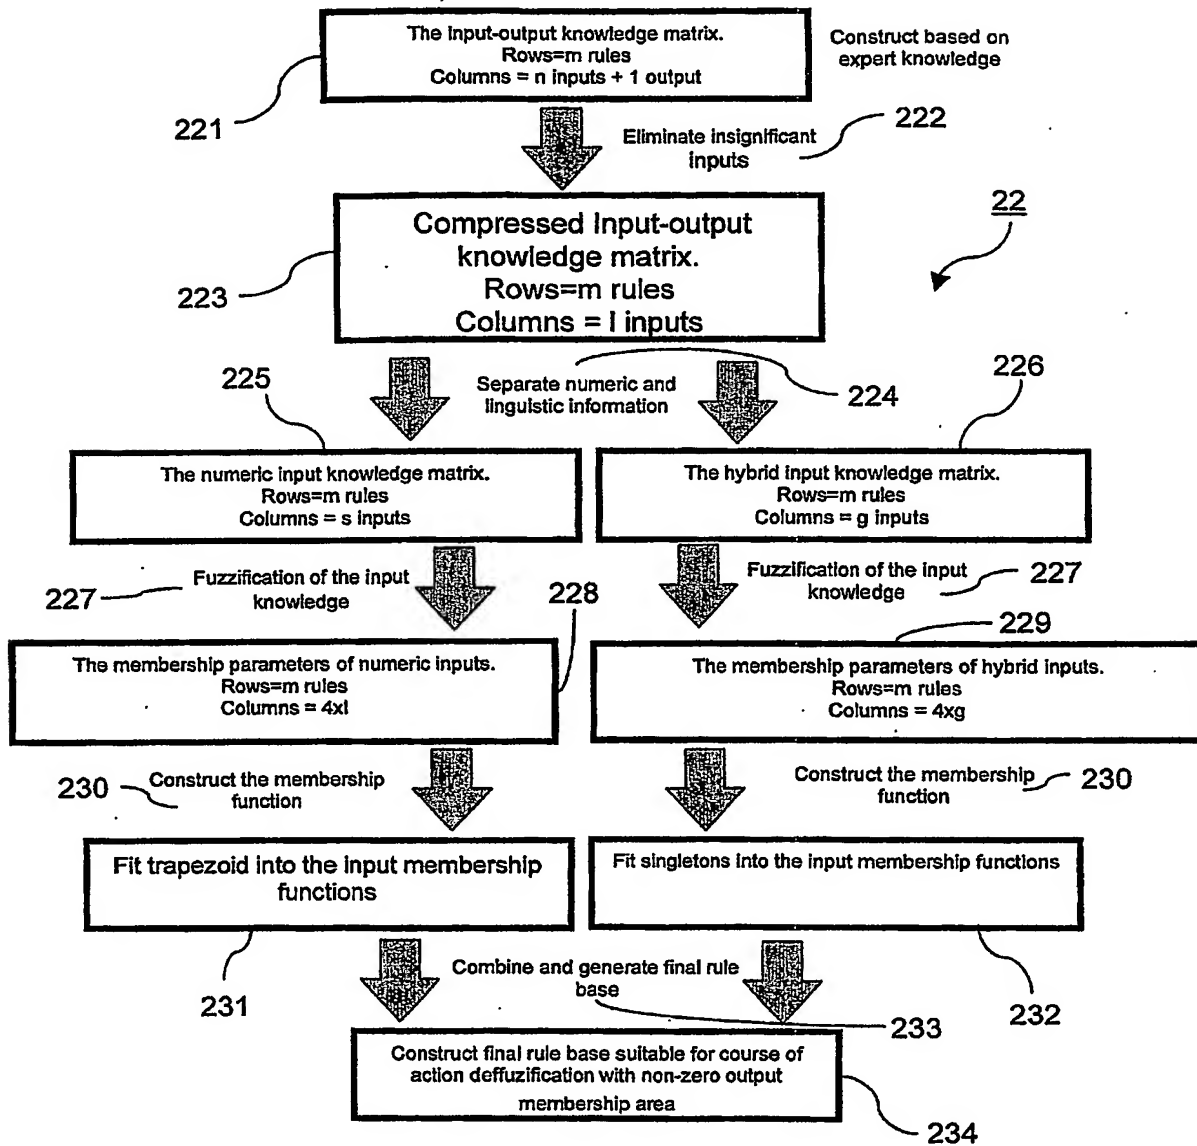 The Input-output knowledge matrix.
Rows=m rules
Columns = n inputs + 1 output
Construct based on
expert knowledge
221
222
Eliminate insignificant
inputs
22
Compressed Input-output
knowledge matrix.
Rows=m rules
Columns = l inputs
223
225
226
Separate numeric and
linguistic information
224
The numeric input knowledge matrix.
Rows=m rules
Columns = s inputs
The hybrid input knowledge matrix.
Rows=m rules
Columns = g inputs
227
Fuzzification of the input
knowledge
228
Fuzzification of the input
knowledge
227
229
The membership parameters of numeric inputs.
Rows=m rules
Columns = 4xl
The membership parameters of hybrid inputs.
Rows=m rules
Columns = 4xg
230
Construct the membership
function
Construct the membership
function
230
Fit trapezoid into the input membership
functions
Fit singletons into the input membership functions
231
Combine and generate final rule
base
232
233
Construct final rule base suitable for course of
action deffuzification with non-zero output
membership area
234